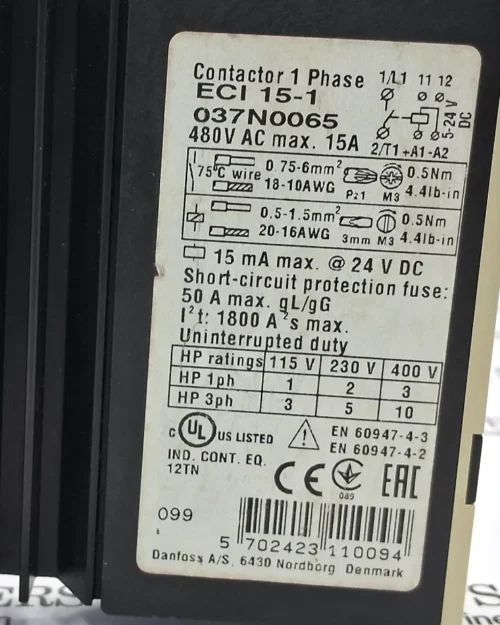 Contactor 1 Phase
ECI 15-1
037N0065
480V AC max. 15A
1/L1 11 12
5-24 V DC
2/T1 +A1-A2
75°C wire 0.75-6mm² 0.5Nm
18-10AWG Pz1 M3 4.4lb-in
0.5-1.5mm² 0.5Nm
20-16AWG 3mm M3 4.4lb-in
15 mA max. @ 24 V DC
Short-circuit protection fuse:
50 A max. gL/gG
I²t: 1800 A²s max.
Uninterrupted duty
HP ratings 115 V 230 V 400 V
HP 1ph 1 2 3
HP 3ph 3 5 10
C UL US LISTED
IND. CONT. EQ.
12TN
EN 60947-4-3
EN 60947-4-2
CE
089
EAC
099
5 702423 110094
Danfoss A/S, 6430 Nordborg Denmark